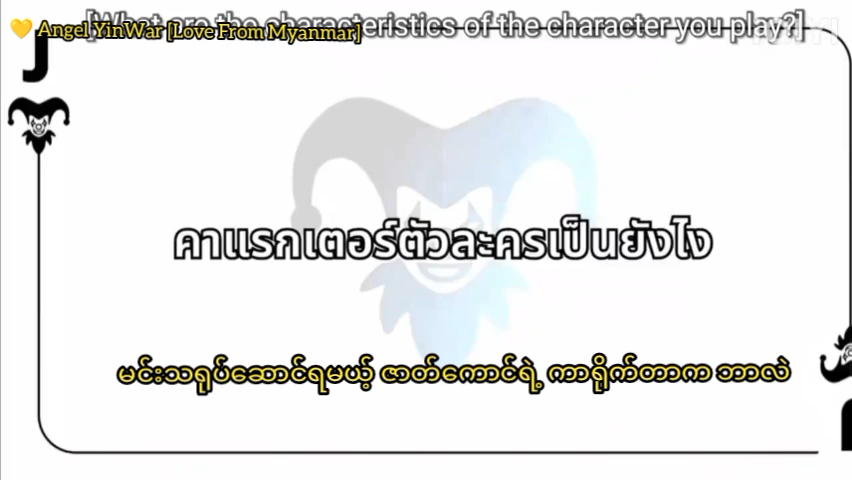 [What are the characteristics of the character you play?]
💛 Angel YinWar [Love From Myanmar]
J
คาแรกเตอร์ตัวละครเป็นยังไง
မင်းသရုပ်ဆောင်ရမယ့် ဇာတ်ကောင်ရဲ့ ကာရိုက်တာက ဘာလဲ